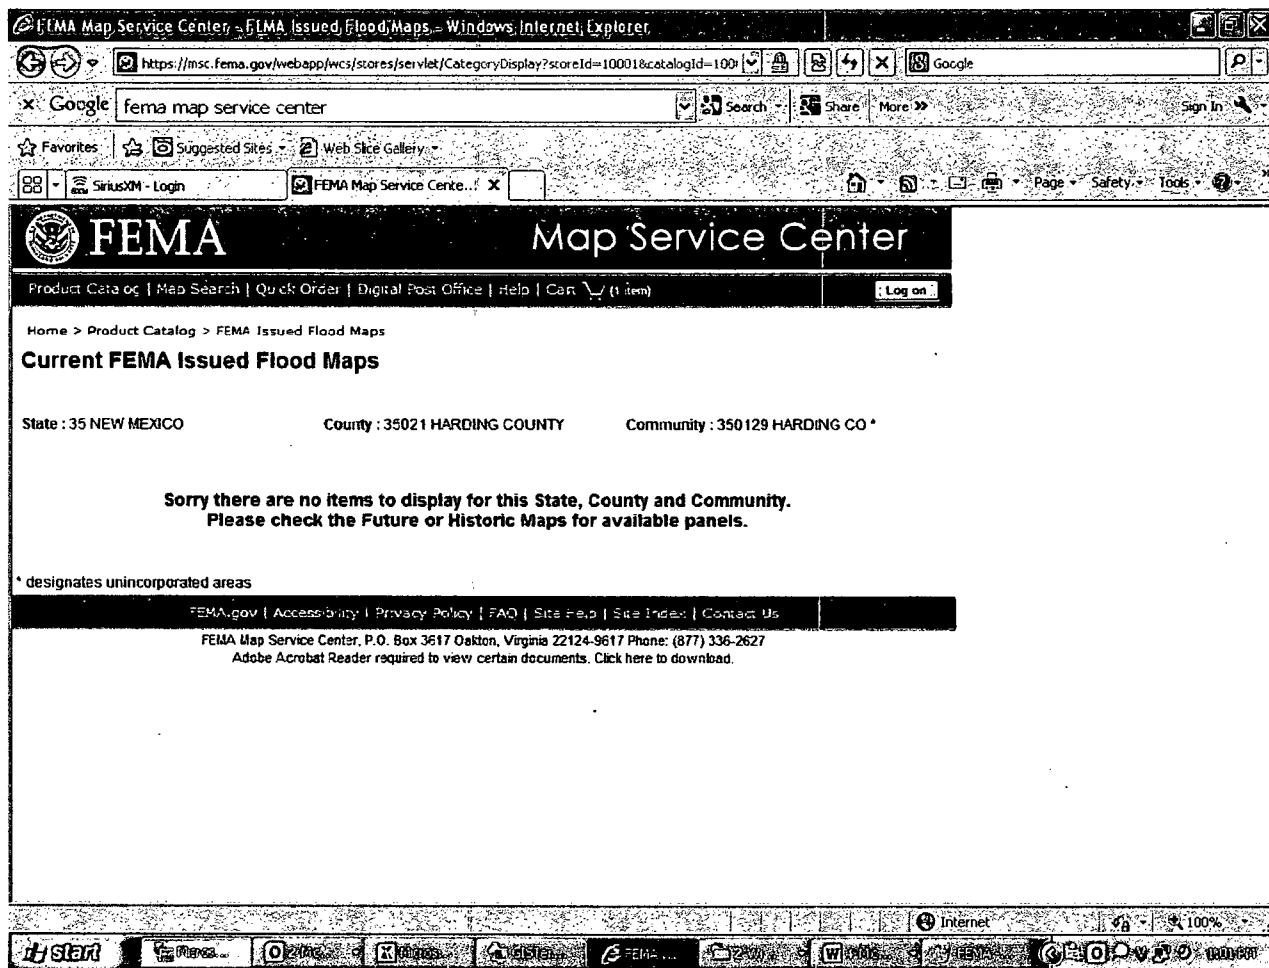 FEMA Map Service Center - FEMA Issued Flood Maps - Windows Internet Explorer
https://msc.fema.gov/webapp/wcs/stores/servlet/CategoryDisplay?storeId=10001&catalogId=100
Google
Google fema map service center Search Share More >> Sign In
Favorites Suggested Sites Web Slice Gallery
SiriusXM - Login FEMA Map Service Cente... X Page Safety Tools
FEMA Map Service Center
Product Catalog | Map Search | Quick Order | Digital Post Office | Help | Cart (1 item) Log on
Home > Product Catalog > FEMA Issued Flood Maps
Current FEMA Issued Flood Maps
State : 35 NEW MEXICO County : 35021 HARDING COUNTY Community : 350129 HARDING CO *
Sorry there are no items to display for this State, County and Community.
Please check the Future or Historic Maps for available panels.
* designates unincorporated areas
FEMA.gov | Accessibility | Privacy Policy | FAQ | Site Help | Site Index | Contact Us
FEMA Map Service Center, P.O. Box 3617 Oakton, Virginia 22124-9617 Phone: (877) 336-2627
Adobe Acrobat Reader required to view certain documents. Click here to download.
Internet 100%
start FEMA ...